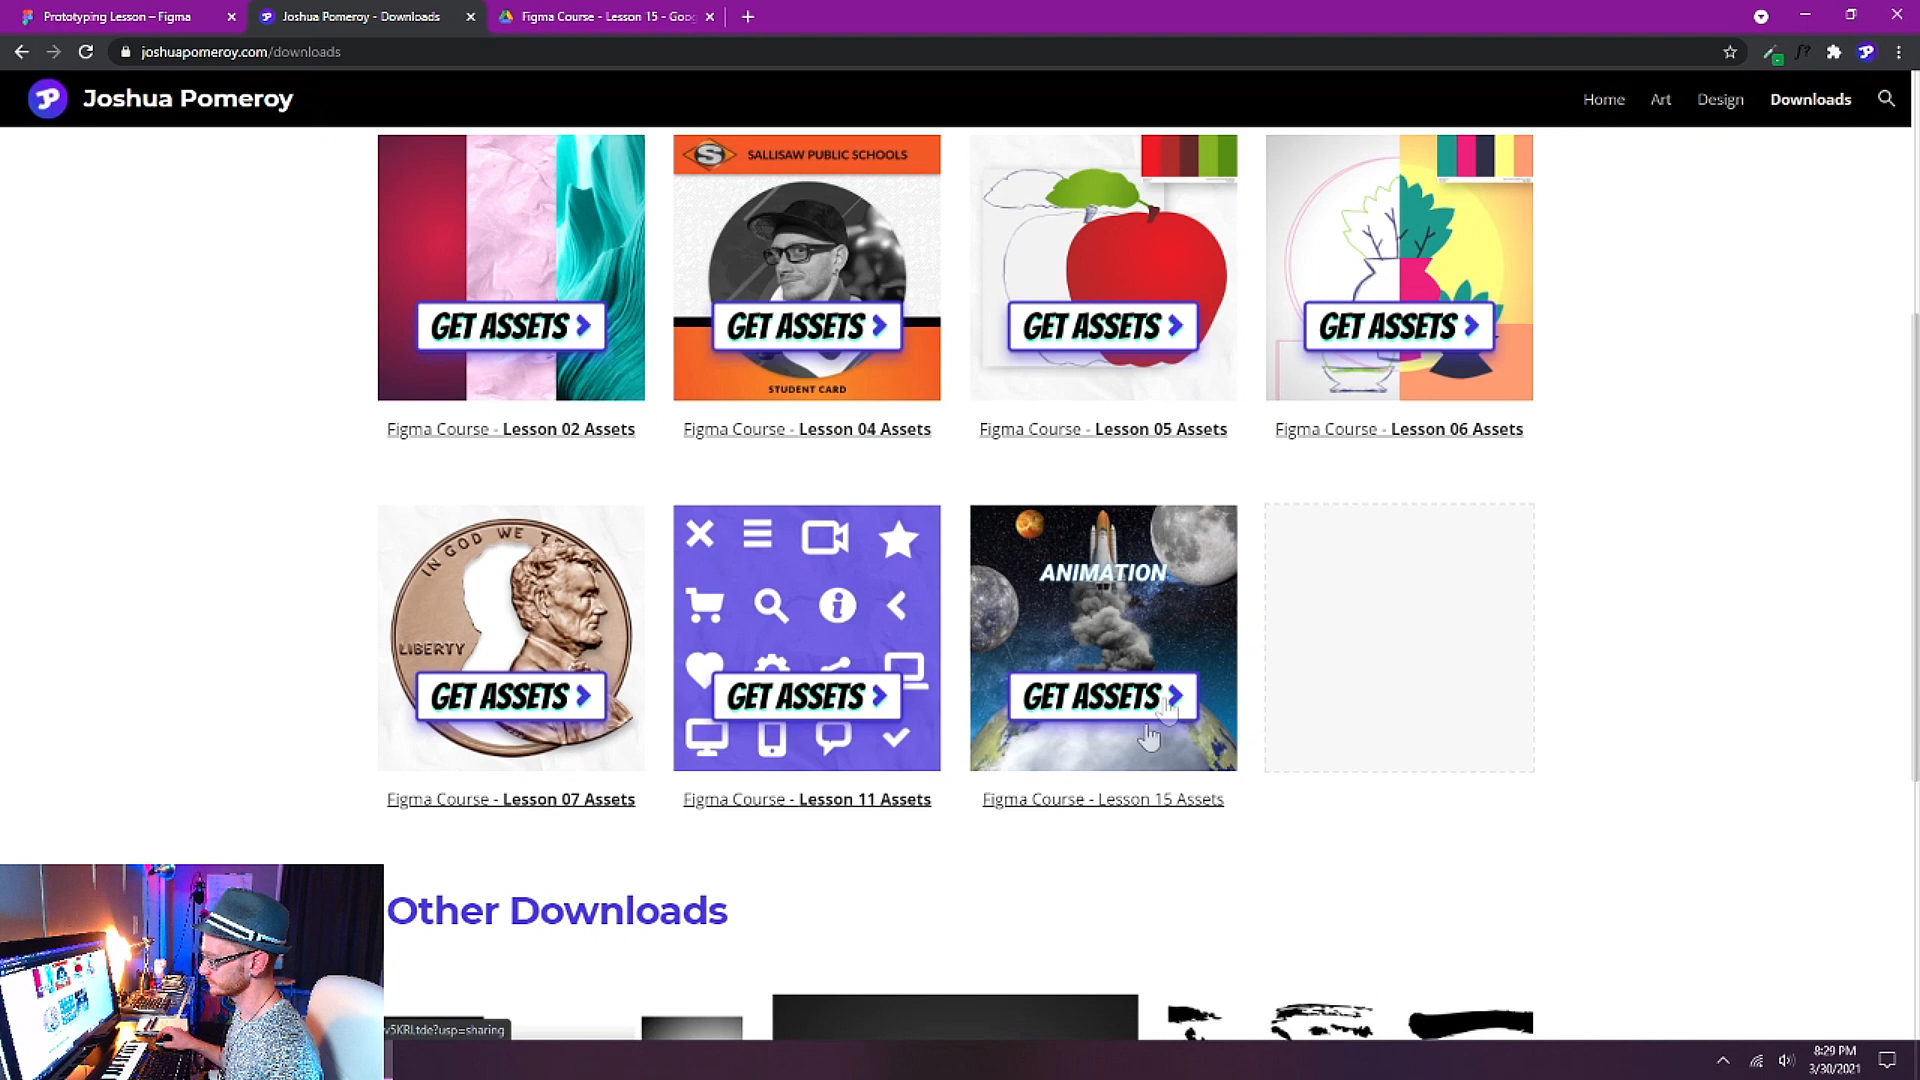 Prototyping Lesson – Figma
Joshua Pomeroy - Downloads
Figma Course - Lesson 15 - Goo
joshuapomeroy.com/downloads
Joshua Pomeroy
Home
Art
Design
Downloads
SALLISAW PUBLIC SCHOOLS
STUDENT CARD
GET ASSETS >
GET ASSETS >
GET ASSETS >
GET ASSETS >
Figma Course - Lesson 02 Assets
Figma Course - Lesson 04 Assets
Figma Course - Lesson 05 Assets
Figma Course - Lesson 06 Assets
IN GOD WE
LIBERTY
ANIMATION
GET ASSETS >
GET ASSETS >
GET ASSETS >
Figma Course - Lesson 07 Assets
Figma Course - Lesson 11 Assets
Figma Course - Lesson 15 Assets
Other Downloads
v5KRLtde?usp=sharing
8:29 PM
3/30/2021